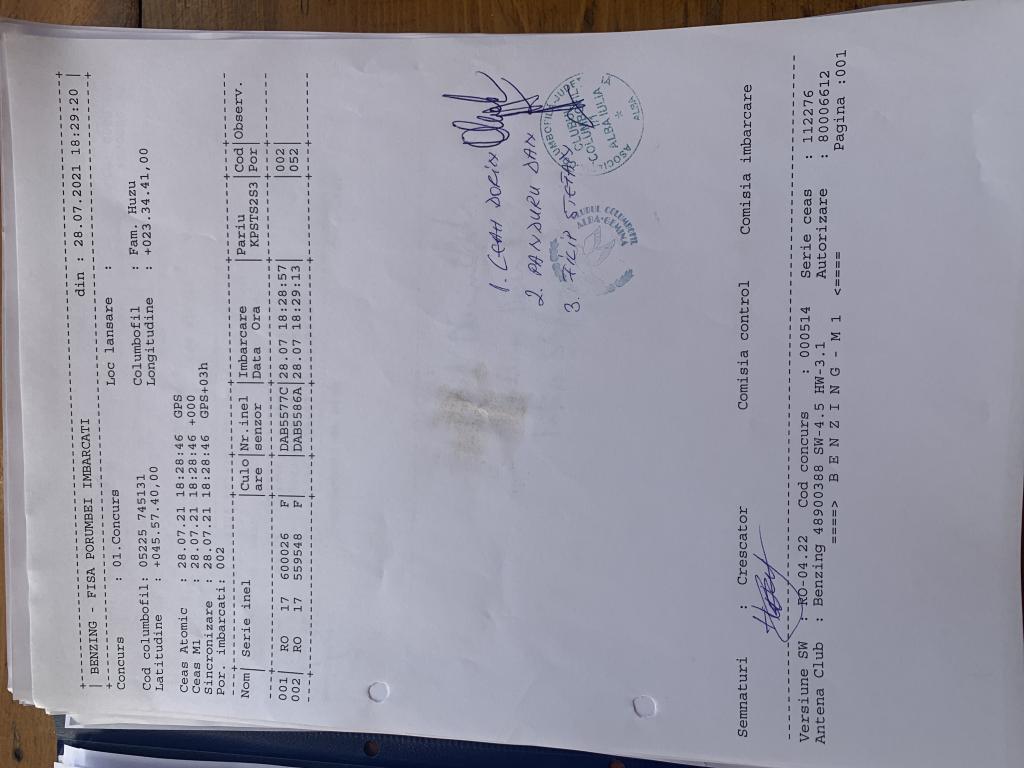 BENZING - FISA PORUMBEI IMBARCATI din : 28.07.2021 18:29:20
Concurs : 01.Concurs Loc lansare :
Cod columbofil: 05225 745131 Columbofil : Fam. Huzu
Latitudine : +045.57.40,00 Longitudine : +023.34.41,00
Ceas Atomic : 28.07.21 18:28:46 GPS
Ceas M1 : 28.07.21 18:28:46 +000
Sincronizare : 28.07.21 18:28:46 GPS+03h
Por. imbarcati: 002
Nom| Serie inel |Culo|Nr inel |Imbarcare |Pariu |Cod|Observ.
|are |senzor |Data Ora | KPSTS2S3|Por|
001| RO 17 600026 F| |DAB5577C|28.07 18:28:57| |002|
002| RO 17 559548 F| |DAB5586A|28.07 18:29:13| |052|
1. CEAH DORIN
2. PANDURU DAN
3. FILIP STEFAN
CLUBUL COLUMBOFIL
ALBA-GEMINA
ALBA IULIA
ALBA
Semnaturi : Crescator Comisia control Comisia imbarcare
Versiune SW : RO-04.22 Cod concurs : 000514 Serie ceas : 112276
Antena Club : Benzing 48900388 SW-4.5 HW-3.1 Autorizare : 80006612
====> B E N Z I N G - M 1 <==== Pagina :001